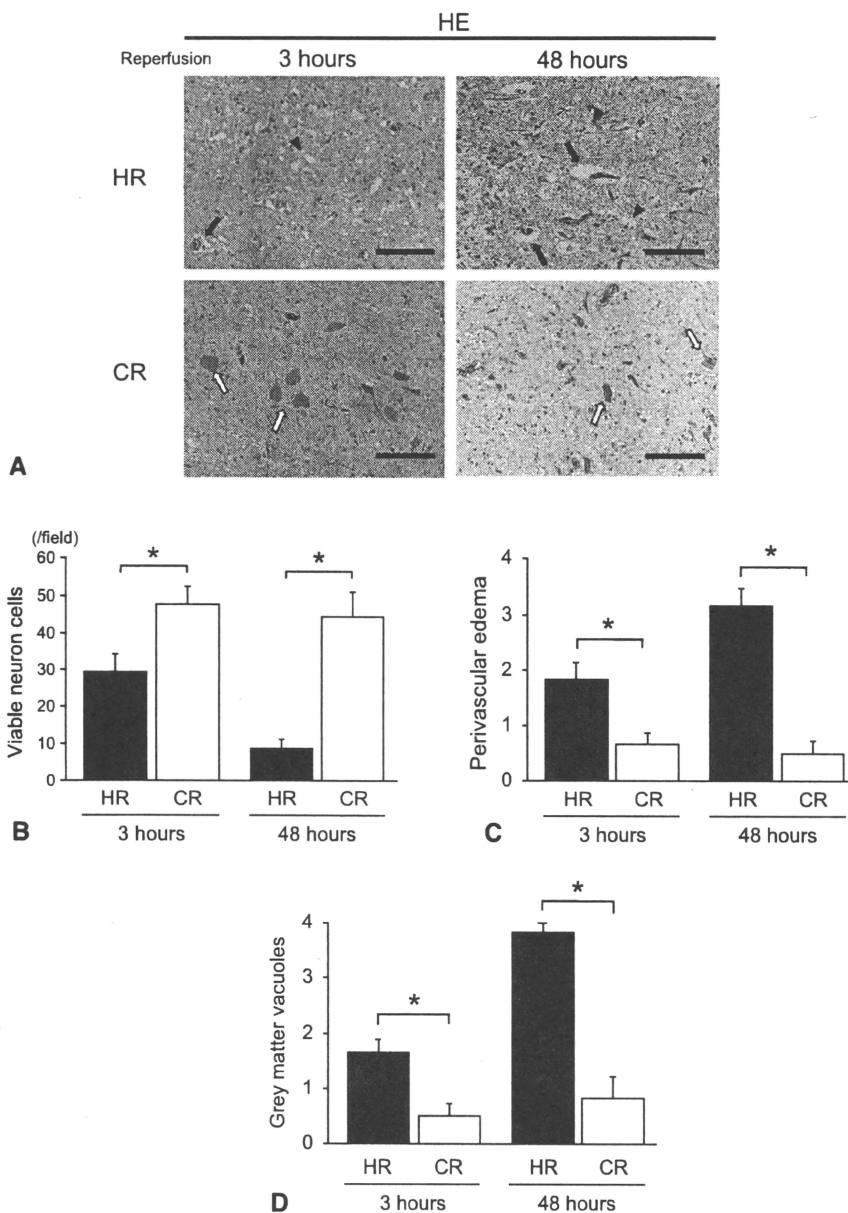 HE
Reperfusion 3 hours 48 hours
HR
CR
A
(/field)
60
50
40
30
20
10
0
Viable neuron cells
*
*
HR CR HR CR
3 hours 48 hours
B
4
3
2
1
0
Perivascular edema
*
*
HR CR HR CR
3 hours 48 hours
C
4
3
2
1
0
Grey matter vacuoles
*
*
HR CR HR CR
3 hours 48 hours
D